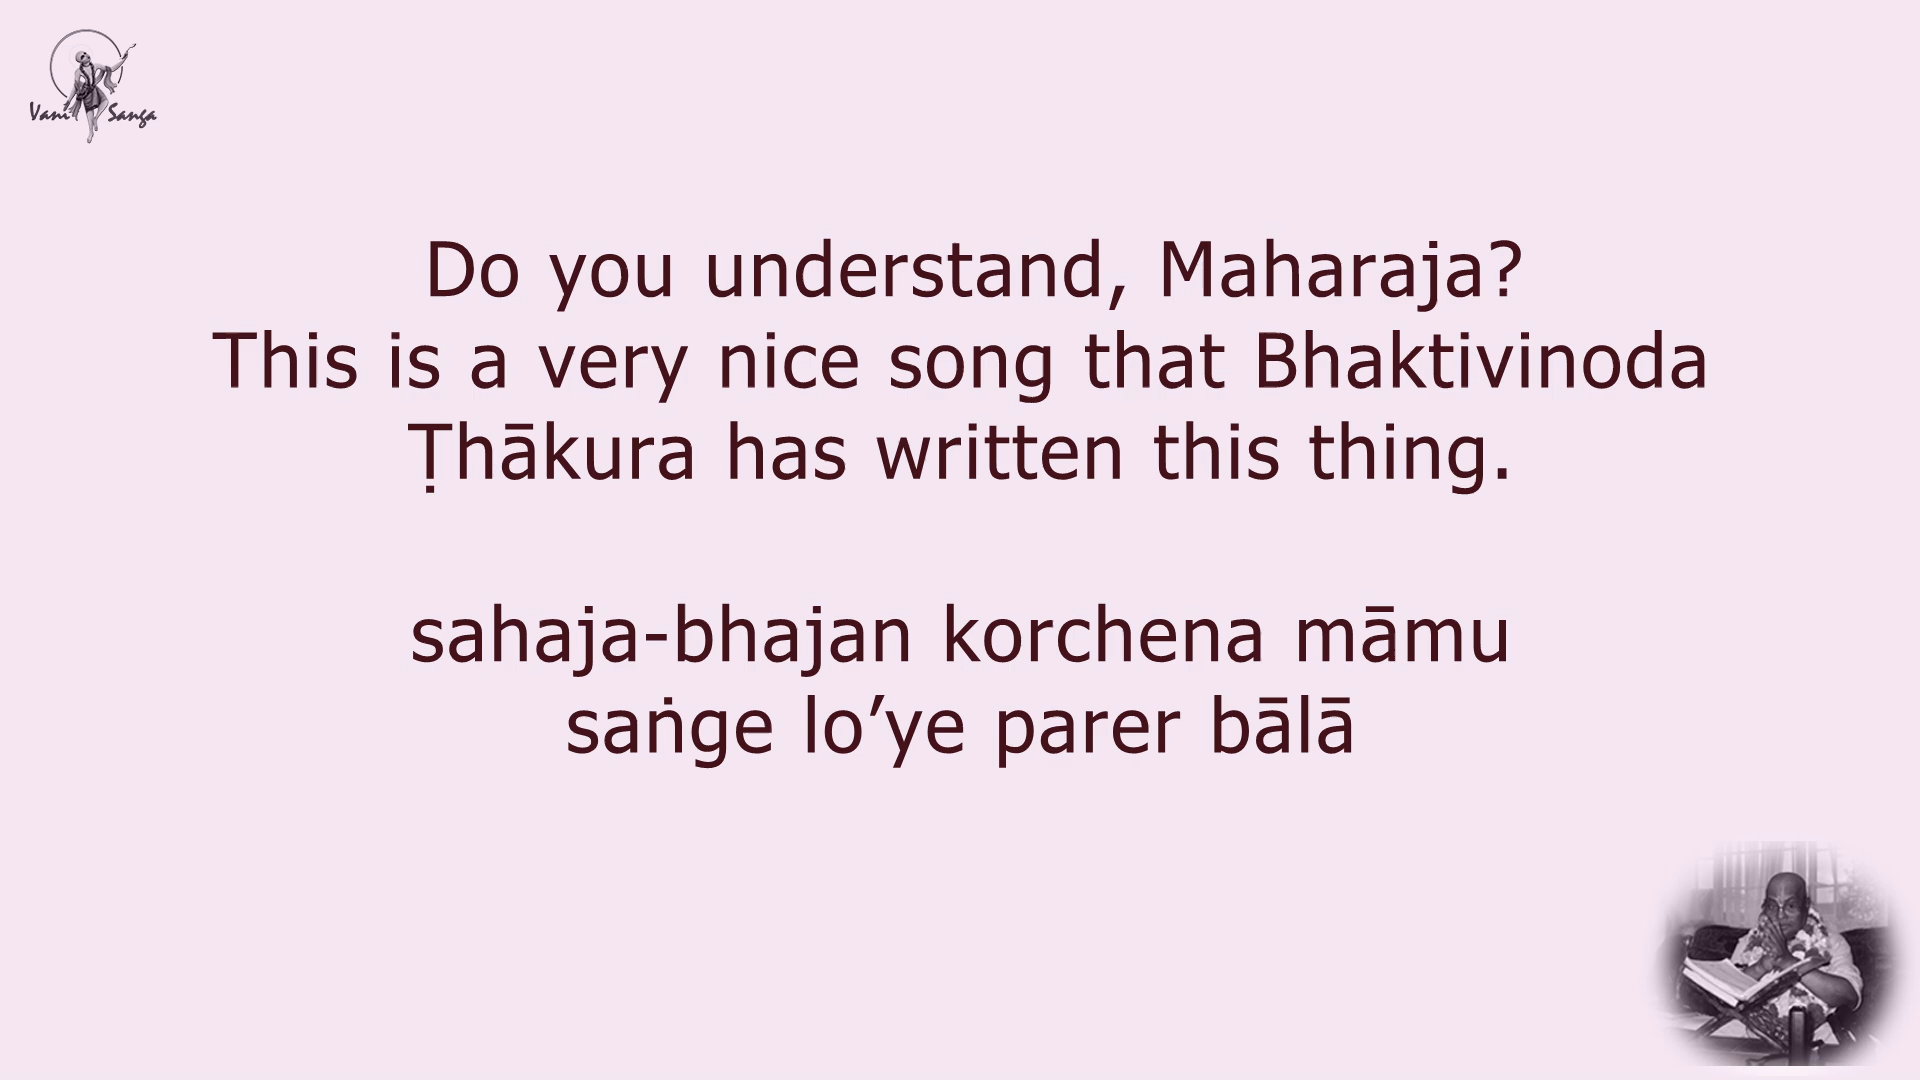 Vani Sanga
Do you understand, Maharaja?
This is a very nice song that Bhaktivinoda
Ṭhākura has written this thing.
sahaja-bhajan korchena māmu
saṅge lo’ye parer bālā